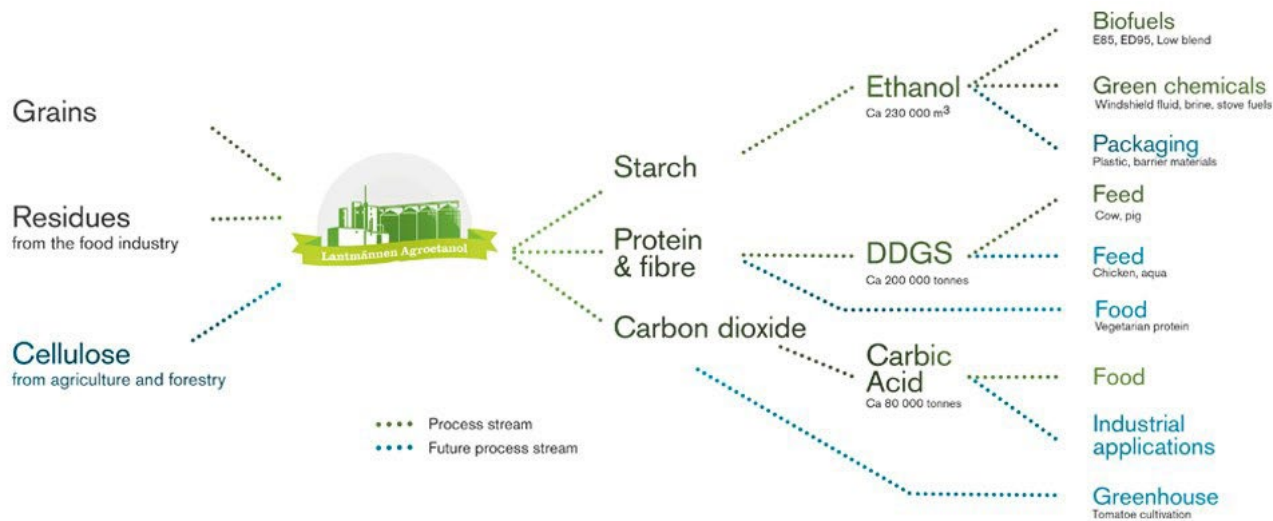 Grains
Residues
from the food industry
Cellulose
from agriculture and forestry
Lantmännen Agroetanol
Starch
Protein
& fibre
Carbon dioxide
Ethanol
Ca 230 000 m³
DDGS
Ca 200 000 tonnes
Carbic
Acid
Ca 80 000 tonnes
Biofuels
E85, ED95, Low blend
Green chemicals
Windshield fluid, brine, stove fuels
Packaging
Plastic, barrier materials
Feed
Cow, pig
Feed
Chicken, aqua
Food
Vegetarian protein
Food
Industrial
applications
Greenhouse
Tomatoe cultivation
Process stream
Future process stream